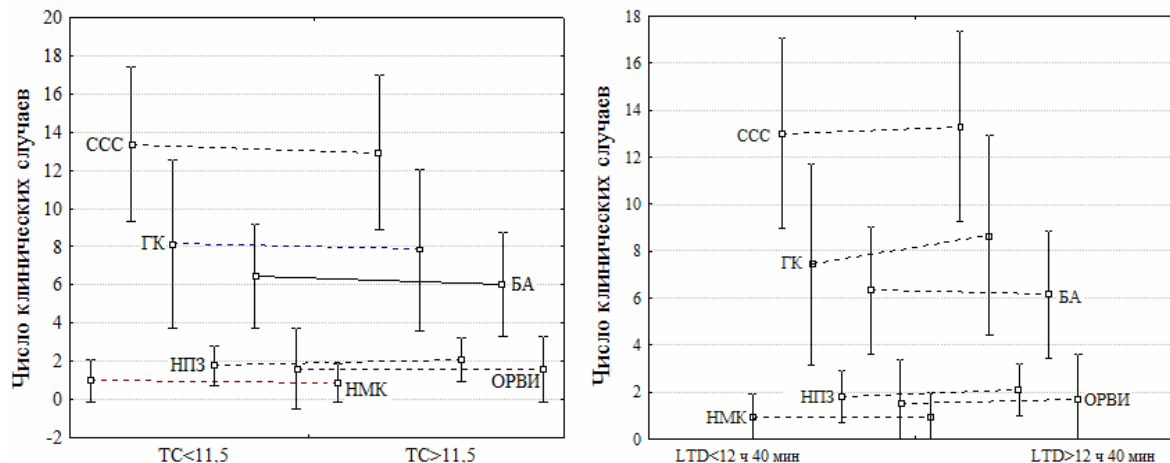 Число клинических случаев
20
18
16
14
12
10
8
6
4
2
0
-2
ССС
ГК
БА
НПЗ
ОРВИ
НМК
ТС<11,5
ТС>11,5
Число клинических случаев
18
16
14
12
10
8
6
4
2
0
ССС
ГК
БА
НПЗ
ОРВИ
НМК
LTD<12 ч 40 мин
LTD>12 ч 40 мин